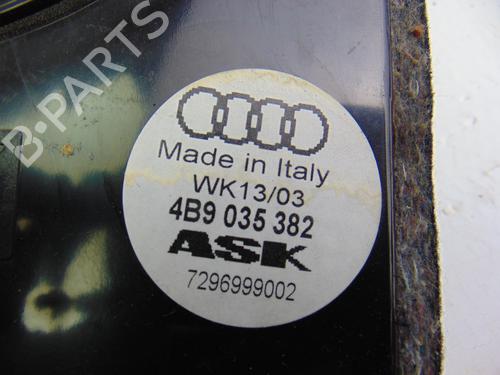 B-PARTS
Made in Italy
WK13/03
4B9 035 382
ASK
7296999002